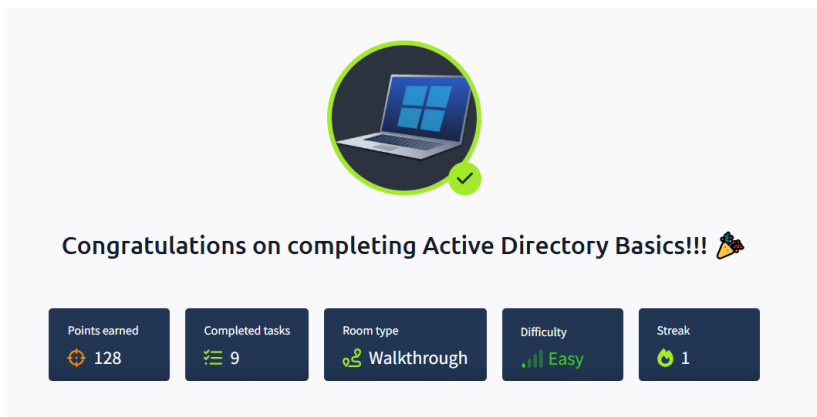 Congratulations on completing Active Directory Basics!!! 🎉
Points earned
128
Completed tasks
9
Room type
Walkthrough
Difficulty
Easy
Streak
1